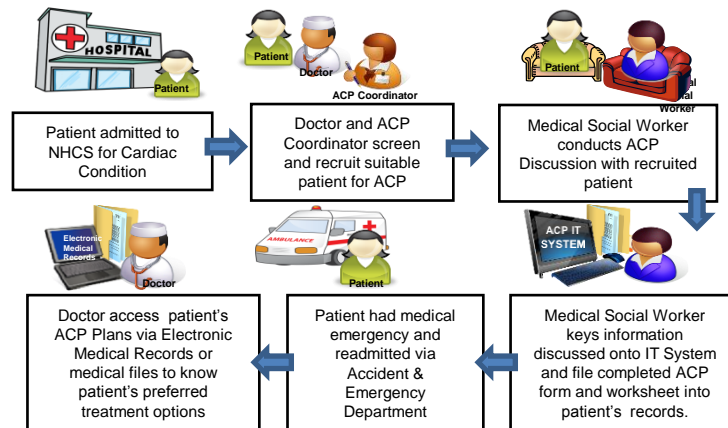 HOSPITAL
Patient
Patient admitted to
NHCS for Cardiac
Condition
Patient
Doctor
ACP Coordinator
Doctor and ACP
Coordinator screen
and recruit suitable
patient for ACP
Patient
Worker
Medical Social Worker
conducts ACP
Discussion with recruited
patient
ACP IT
SYSTEM
Medical Social Worker
keys information
discussed onto IT System
and file completed ACP
form and worksheet into
patient's records.
AMBULANCE
Patient
Patient had medical
emergency and
readmitted via
Accident &
Emergency
Department
Electronic
Medical
Records
Doctor
Doctor access patient's
ACP Plans via Electronic
Medical Records or
medical files to know
patient's preferred
treatment options